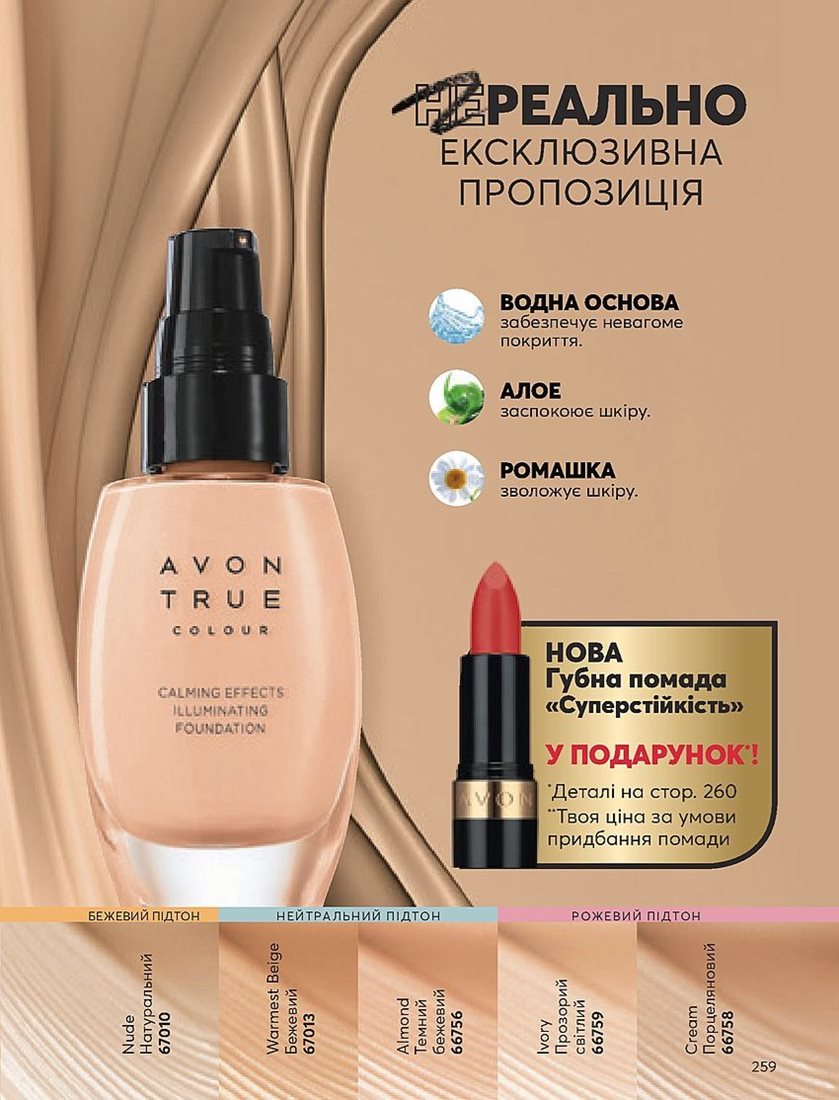 НЕРЕАЛЬНО
ЕКСКЛЮЗИВНА
ПРОПОЗИЦІЯ
ВОДНА ОСНОВА
забезпечує невагоме
покриття.
АЛОЕ
заспокоює шкіру.
РОМАШКА
зволожує шкіру.
AVON
TRUE
COLOUR
CALMING EFFECTS
ILLUMINATING
FOUNDATION
НОВА
Губна помада
«Суперстійкість»
У ПОДАРУНОК*!
*Деталі на стор. 260
**Твоя ціна за умови
придбання помади
AVON
БЕЖЕВИЙ ПІДТОН
НЕЙТРАЛЬНИЙ ПІДТОН
РОЖЕВИЙ ПІДТОН
Nude
Натуральний
67010
Warmest Beige
Бежевий
67013
Almond
Темний
бежевий
66756
Ivory
Прозорий
світлий
66759
Cream
Порцеляновий
66758
259